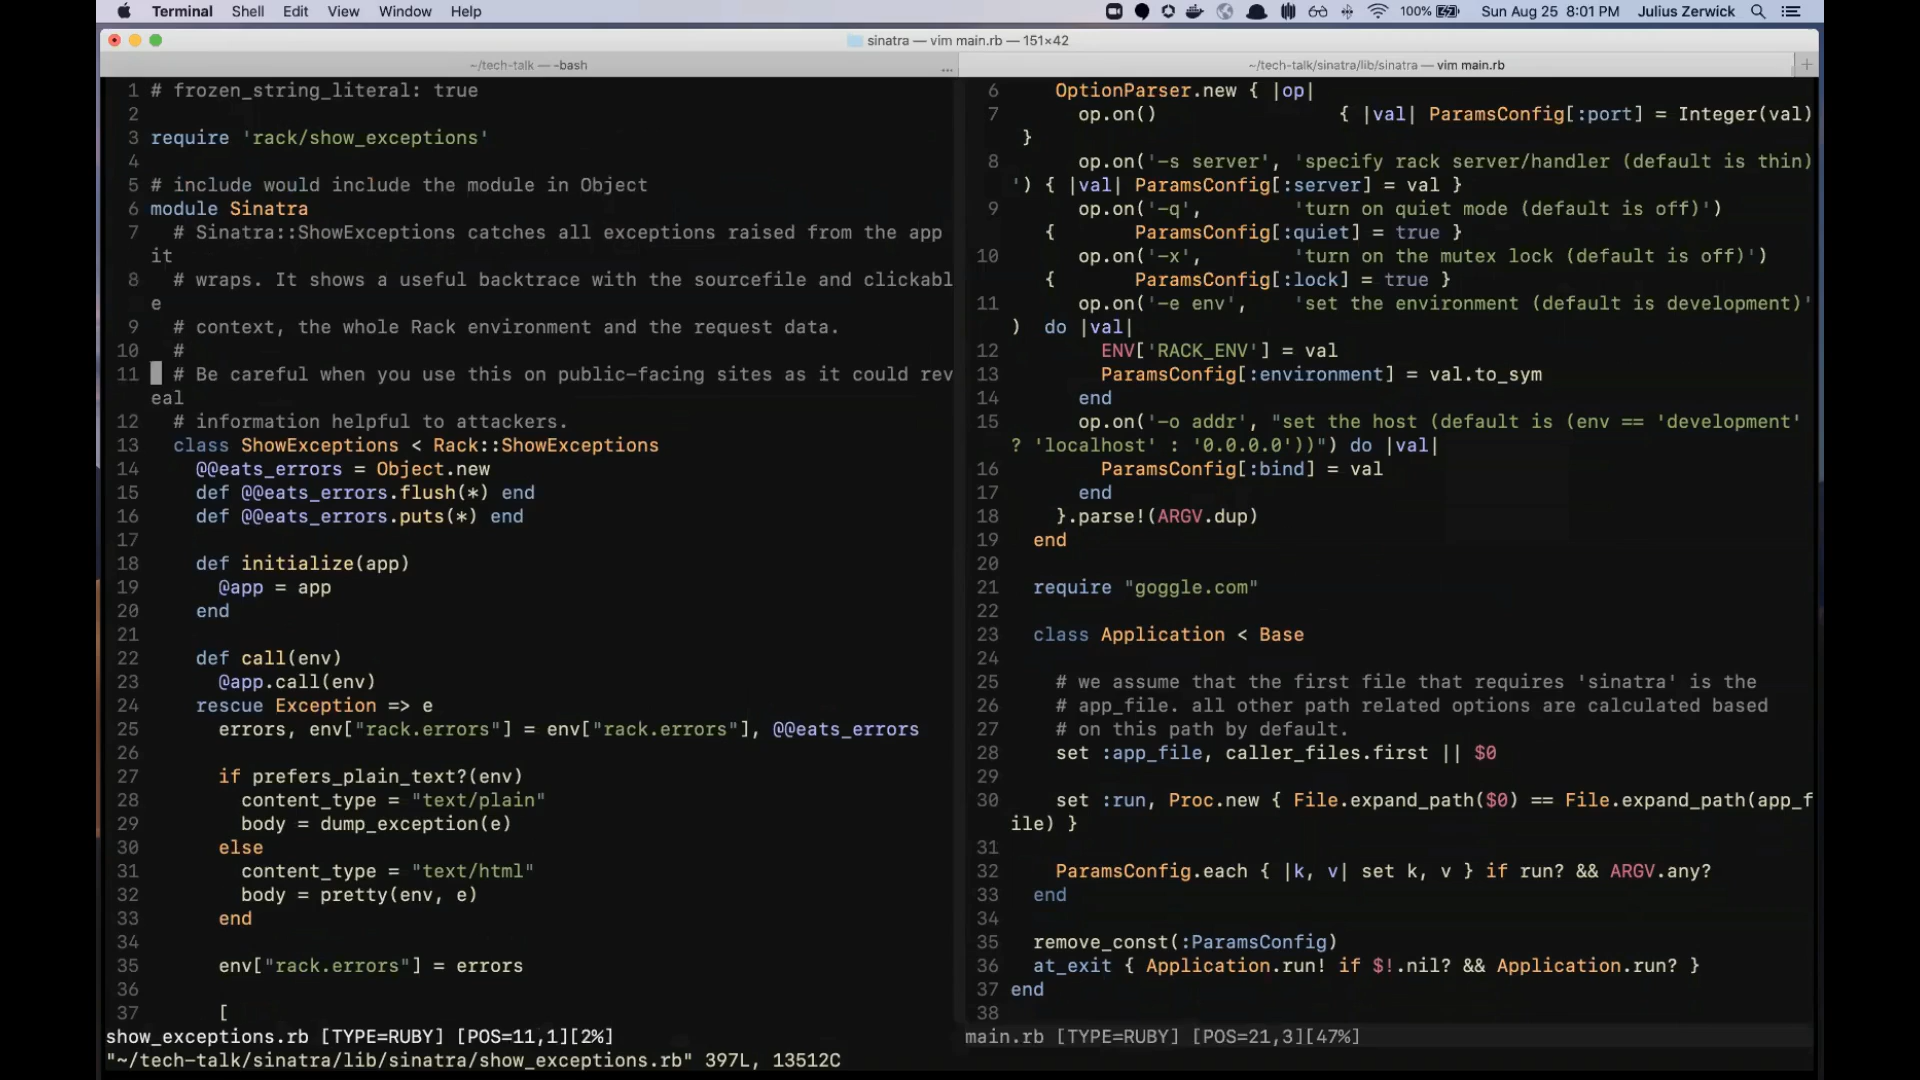 Terminal Shell Edit View Window Help 100% Sun Aug 25 8:01 PM Julius Zerwick
sinatra — vim main.rb — 151×42
~/tech-talk — -bash ... ~/tech-talk/sinatra/lib/sinatra — vim main.rb +
1 # frozen_string_literal: true
2
3 require 'rack/show_exceptions'
4
5 # include would include the module in Object
6 module Sinatra
7   # Sinatra::ShowExceptions catches all exceptions raised from the app
it
8   # wraps. It shows a useful backtrace with the sourcefile and clickabl
e
9   # context, the whole Rack environment and the request data.
10   #
11   # Be careful when you use this on public-facing sites as it could rev
eal
12   # information helpful to attackers.
13   class ShowExceptions < Rack::ShowExceptions
14     @@eats_errors = Object.new
15     def @@eats_errors.flush(*) end
16     def @@eats_errors.puts(*) end
17
18     def initialize(app)
19       @app = app
20     end
21
22     def call(env)
23       @app.call(env)
24     rescue Exception => e
25       errors, env["rack.errors"] = env["rack.errors"], @@eats_errors
26
27       if prefers_plain_text?(env)
28         content_type = "text/plain"
29         body = dump_exception(e)
30       else
31         content_type = "text/html"
32         body = pretty(env, e)
33       end
34
35       env["rack.errors"] = errors
36
37       [
show_exceptions.rb [TYPE=RUBY] [POS=11,1][2%]
"~/tech-talk/sinatra/lib/sinatra/show_exceptions.rb" 397L, 13512C
6     OptionParser.new { |op|
7       op.on()                { |val| ParamsConfig[:port] = Integer(val)
 }
8       op.on('-s server', 'specify rack server/handler (default is thin)
') { |val| ParamsConfig[:server] = val }
9       op.on('-q',        'turn on quiet mode (default is off)')
   {       ParamsConfig[:quiet] = true }
10       op.on('-x',        'turn on the mutex lock (default is off)')
   {       ParamsConfig[:lock] = true }
11       op.on('-e env',    'set the environment (default is development)'
)  do |val|
12         ENV['RACK_ENV'] = val
13         ParamsConfig[:environment] = val.to_sym
14       end
15       op.on('-o addr', "set the host (default is (env == 'development'
? 'localhost' : '0.0.0.0'))") do |val|
16         ParamsConfig[:bind] = val
17       end
18     }.parse!(ARGV.dup)
19   end
20
21   require "goggle.com"
22
23   class Application < Base
24
25     # we assume that the first file that requires 'sinatra' is the
26     # app_file. all other path related options are calculated based
27     # on this path by default.
28     set :app_file, caller_files.first || $0
29
30     set :run, Proc.new { File.expand_path($0) == File.expand_path(app_f
ile) }
31
32     ParamsConfig.each { |k, v| set k, v } if run? && ARGV.any?
33   end
34
35   remove_const(:ParamsConfig)
36   at_exit { Application.run! if $!.nil? && Application.run? }
37 end
38
main.rb [TYPE=RUBY] [POS=21,3][47%]